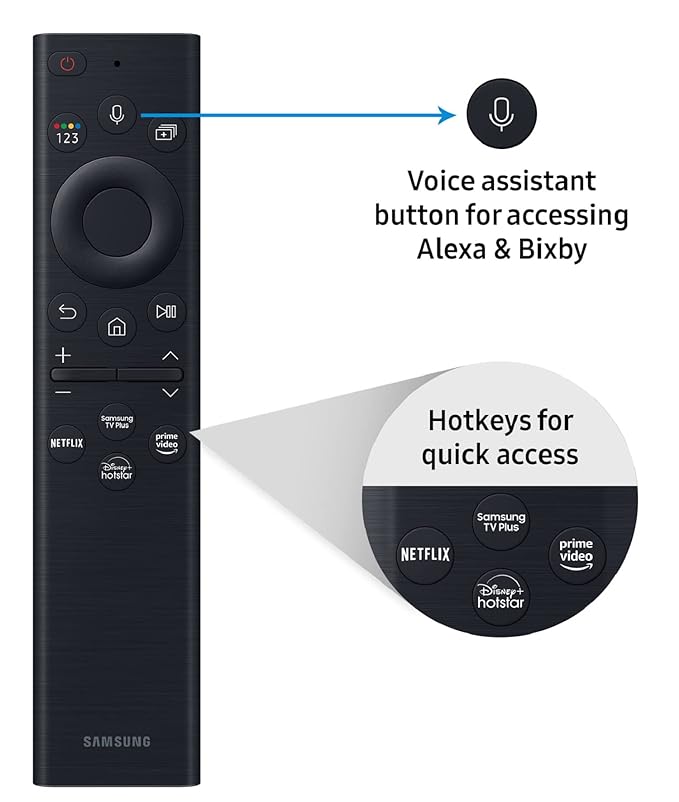 123
Voice assistant
button for accessing
Alexa & Bixby
+
−
Samsung
TV Plus
NETFLIX
prime
video
Disney+
hotstar
Hotkeys for
quick access
Samsung
TV Plus
NETFLIX
prime
video
Disney+
hotstar
SAMSUNG